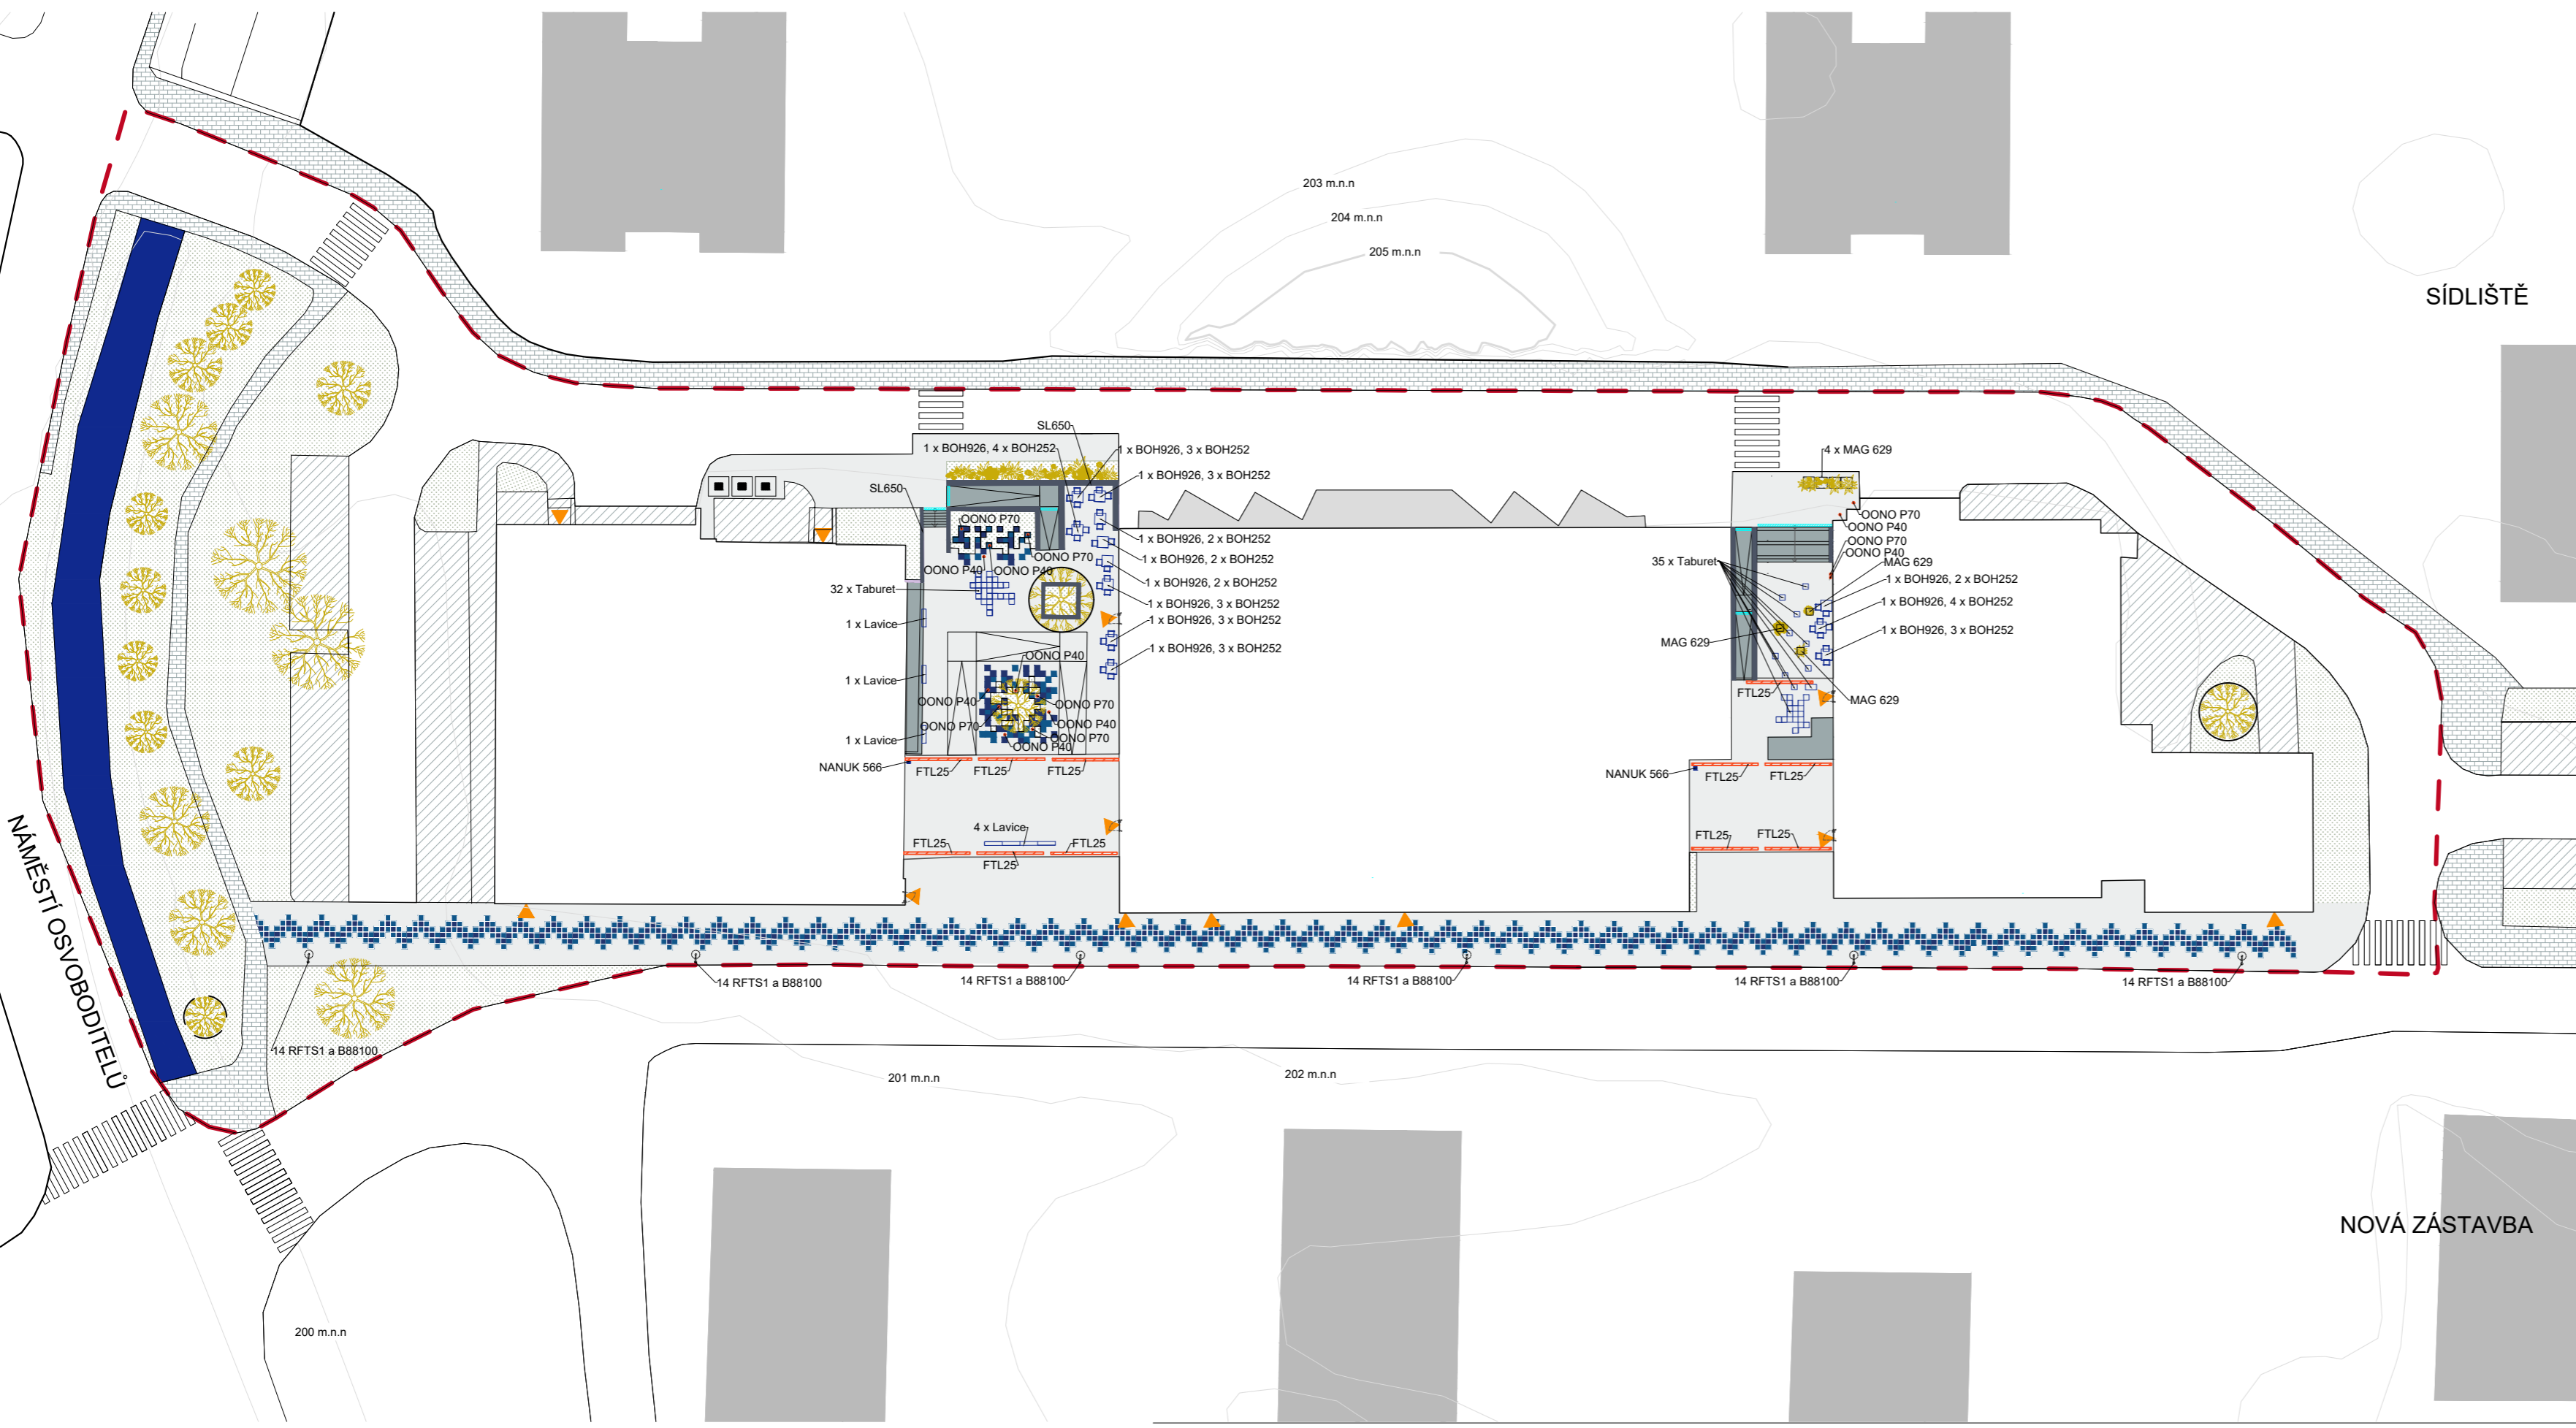 203 m.n.n
204 m.n.n
205 m.n.n
SÍDLIŠTĚ
SL650
1 x BOH926, 4 x BOH252
1 x BOH926, 3 x BOH252
1 x BOH926, 3 x BOH252
SL650
OONO P70
OONO P70
OONO P40
OONO P40
1 x BOH926, 2 x BOH252
1 x BOH926, 2 x BOH252
1 x BOH926, 2 x BOH252
1 x BOH926, 3 x BOH252
1 x BOH926, 3 x BOH252
1 x BOH926, 3 x BOH252
32 x Taburet
1 x Lavice
1 x Lavice
1 x Lavice
OONO P40
OONO P40
OONO P70
OONO P70
OONO P40
OONO P70
OONO P40
NANUK 566
FTL25
FTL25
FTL25
4 x Lavice
FTL25
FTL25
FTL25
4 x MAG 629
OONO P70
OONO P40
OONO P70
OONO P40
MAG 629
35 x Taburet
1 x BOH926, 2 x BOH252
1 x BOH926, 4 x BOH252
1 x BOH926, 3 x BOH252
MAG 629
FTL25
MAG 629
NANUK 566
FTL25
FTL25
FTL25
FTL25
NÁMĚSTÍ OSVOBODITELŮ
14 RFTS1 a B88100
14 RFTS1 a B88100
14 RFTS1 a B88100
14 RFTS1 a B88100
14 RFTS1 a B88100
14 RFTS1 a B88100
201 m.n.n
202 m.n.n
NOVÁ ZÁSTAVBA
200 m.n.n